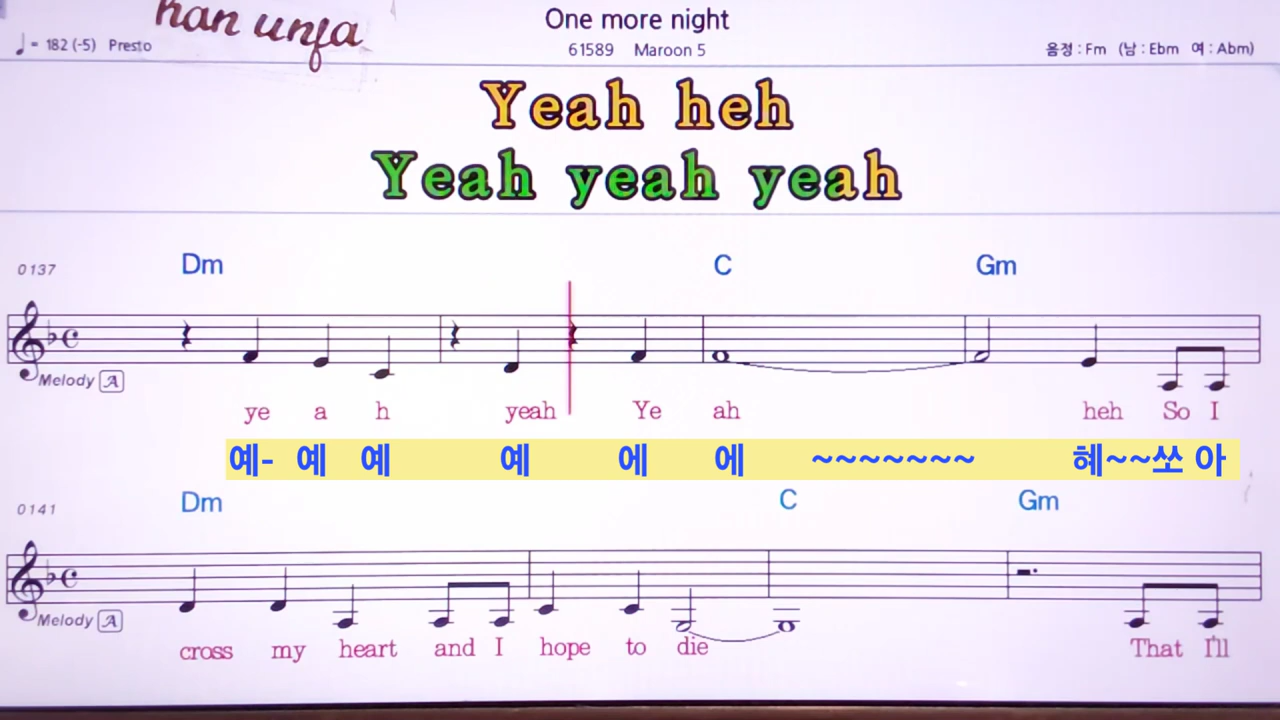 han unfa
One more night
♩ = 182 (-5) Presto
61589 Maroon 5
음정 : Fm (남 : Ebm 여 : Abm)
Yeah heh
Yeah yeah yeah
0137 Dm C Gm
Melody A
ye a h yeah Ye ah heh So I
예- 예 예 예 에 에 ~~~~~~~ 헤~~쏘 아
0141 Dm C Gm
Melody A
cross my heart and I hope to die That I'll